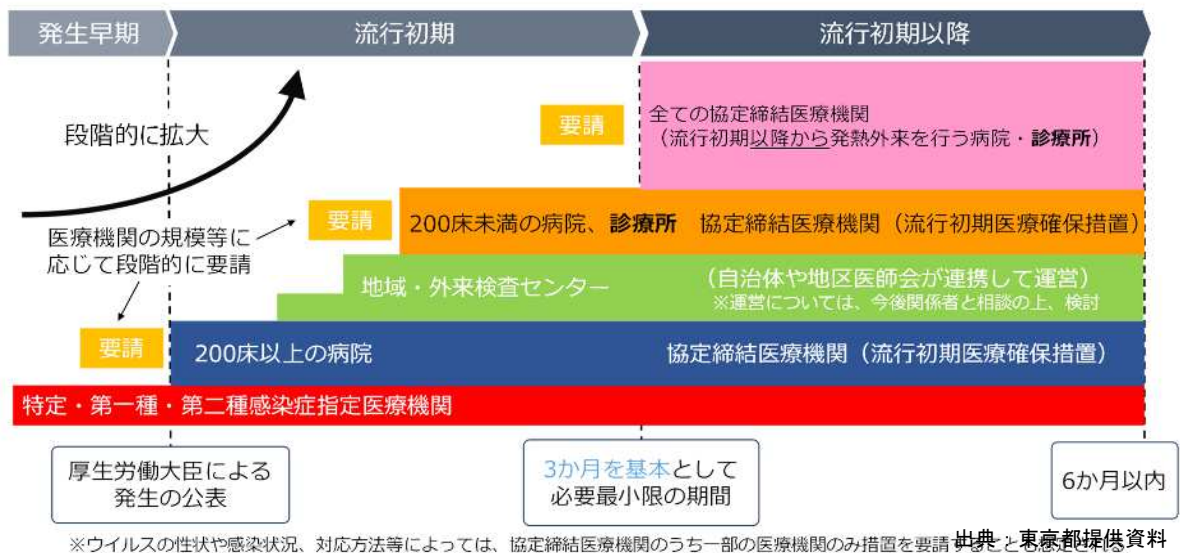 発生早期
流行初期
流行初期以降
段階的に拡大
要請
全ての協定締結医療機関
（流行初期以降から発熱外来を行う病院・診療所）
医療機関の規模等に
応じて段階的に要請
要請
200床未満の病院、診療所　協定締結医療機関（流行初期医療確保措置）
地域・外来検査センター
（自治体や地区医師会が連携して運営）
※運営については、今後関係者と相談の上、検討
要請
200床以上の病院
協定締結医療機関（流行初期医療確保措置）
特定・第一種・第二種感染症指定医療機関
厚生労働大臣による
発生の公表
3か月を基本として
必要最小限の期間
6か月以内
※ウイルスの性状や感染状況、対応方法等によっては、協定締結医療機関のうち一部の医療機関のみ措置を要請
出典：東京都提供資料